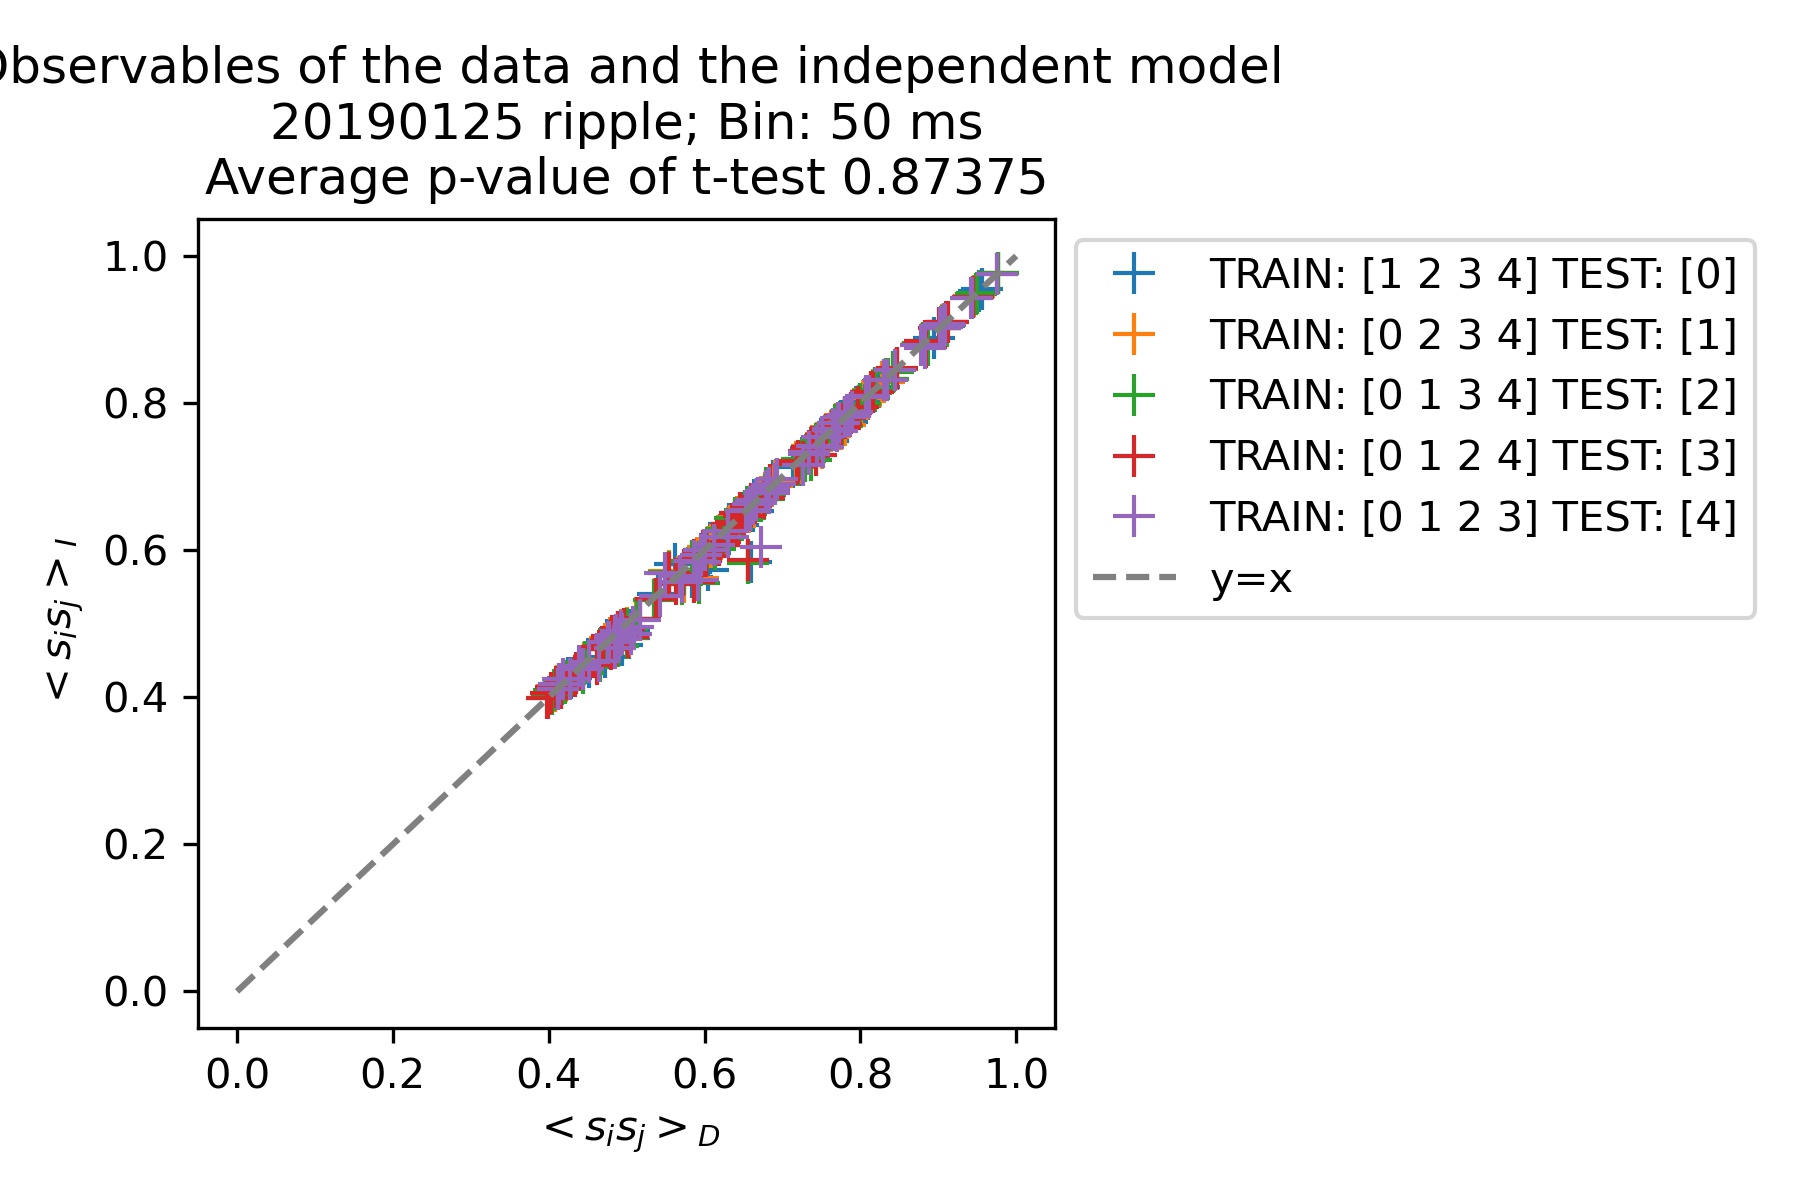 Observables of the data and the independent model
20190125 ripple; Bin: 50 ms
Average p-value of t-test 0.87375
1.0
0.8
0.6
0.4
0.2
0.0
<s_i s_j>_I
0.0 0.2 0.4 0.6 0.8 1.0
<s_i s_j>_D
TRAIN: [1 2 3 4] TEST: [0]
TRAIN: [0 2 3 4] TEST: [1]
TRAIN: [0 1 3 4] TEST: [2]
TRAIN: [0 1 2 4] TEST: [3]
TRAIN: [0 1 2 3] TEST: [4]
y=x